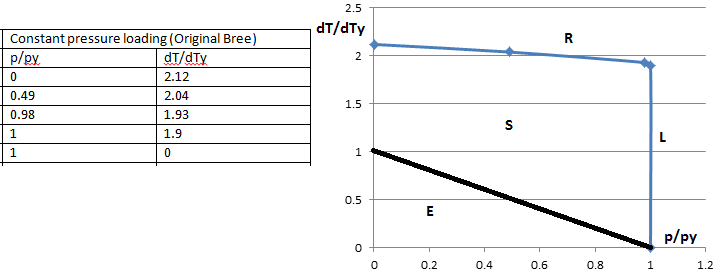 Constant pressure loading (Original Bree)
p/py dT/dTy
0 2.12
0.49 2.04
0.98 1.93
1 1.9
1 0
dT/dTy
2.5
2
1.5
1
0.5
0
R
S
L
E
p/py
0 0.2 0.4 0.6 0.8 1 1.2